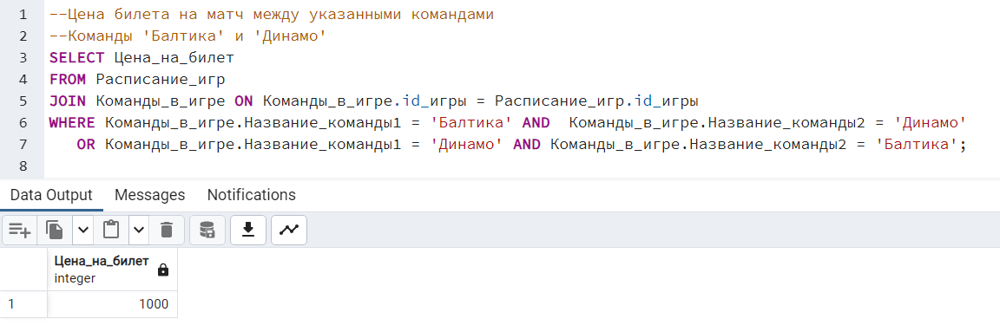 1 --Цена билета на матч между указанными командами
2 --Команды 'Балтика' и 'Динамо'
3 SELECT Цена_на_билет
4 FROM Расписание_игр
5 JOIN Команды_в_игре ON Команды_в_игре.id_игры = Расписание_игр.id_игры
6 WHERE Команды_в_игре.Название_команды1 = 'Балтика' AND  Команды_в_игре.Название_команды2 = 'Динамо'
7    OR Команды_в_игре.Название_команды1 = 'Динамо' AND Команды_в_игре.Название_команды2 = 'Балтика';
8
Data Output Messages Notifications
Цена_на_билет
integer
1 1000